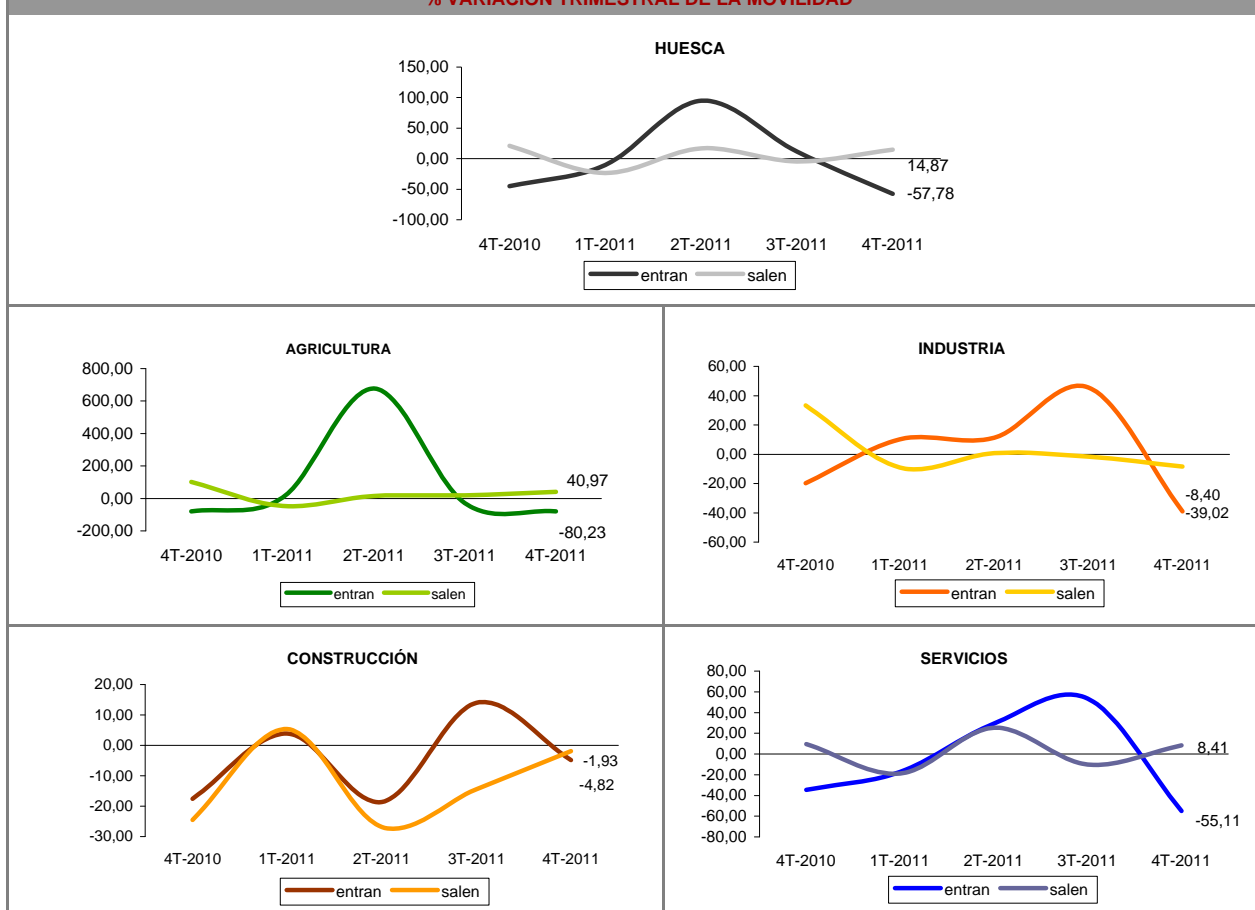 % VARIACIÓN TRIMESTRAL DE LA MOVILIDAD
HUESCA
150,00
100,00
50,00
0,00
-50,00
-100,00
14,87
-57,78
4T-2010 1T-2011 2T-2011 3T-2011 4T-2011
entran salen
AGRICULTURA
800,00
600,00
400,00
200,00
0,00
-200,00
40,97
-80,23
4T-2010 1T-2011 2T-2011 3T-2011 4T-2011
entran salen
INDUSTRIA
60,00
40,00
20,00
0,00
-20,00
-40,00
-60,00
-8,40
-39,02
4T-2010 1T-2011 2T-2011 3T-2011 4T-2011
entran salen
CONSTRUCCIÓN
20,00
10,00
0,00
-10,00
-20,00
-30,00
-1,93
-4,82
4T-2010 1T-2011 2T-2011 3T-2011 4T-2011
entran salen
SERVICIOS
80,00
60,00
40,00
20,00
0,00
-20,00
-40,00
-60,00
-80,00
8,41
-55,11
4T-2010 1T-2011 2T-2011 3T-2011 4T-2011
entran salen